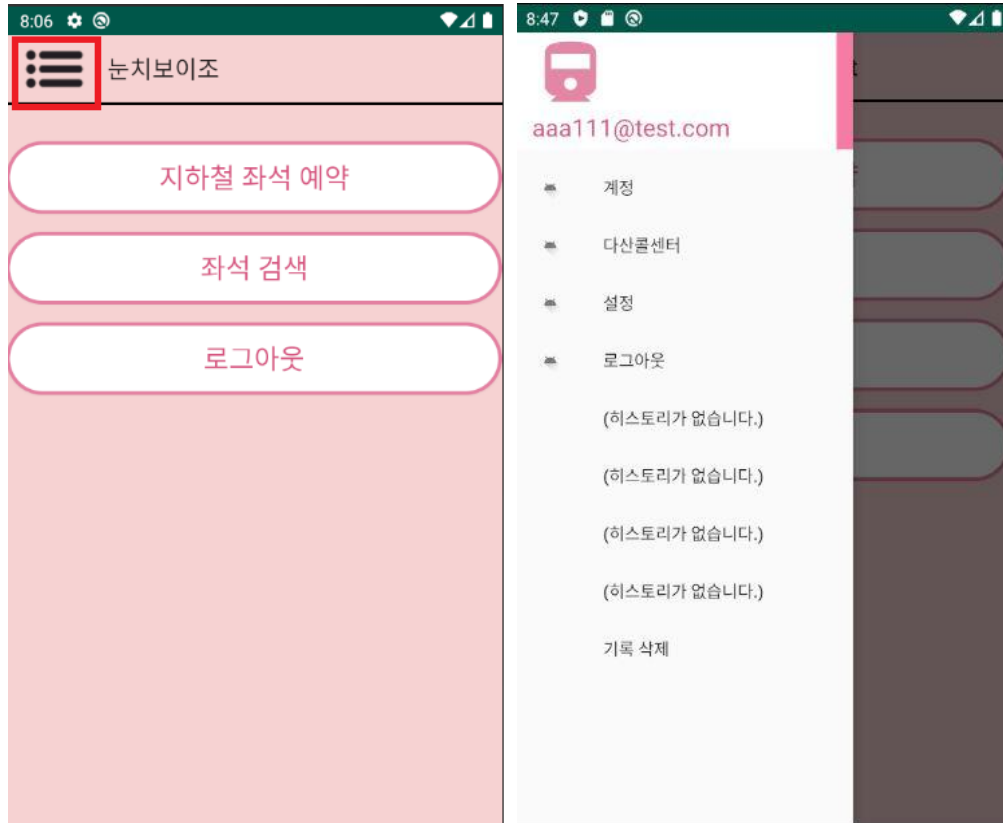 8:06
눈치보이조
지하철 좌석 예약
좌석 검색
로그아웃
8:47
aaa111@test.com
계정
다산콜센터
설정
로그아웃
(히스토리가 없습니다.)
(히스토리가 없습니다.)
(히스토리가 없습니다.)
(히스토리가 없습니다.)
기록 삭제